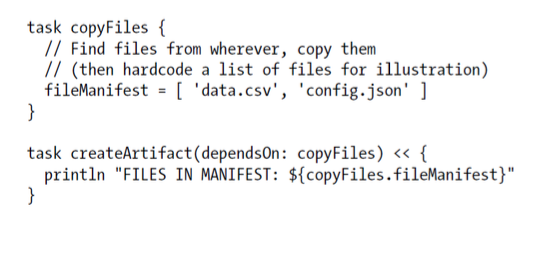 task copyFiles {
// Find files from wherever, copy them
// (then hardcode a list of files for illustration)
fileManifest = [ 'data.csv', 'config.json' ]
}
task createArtifact(dependsOn: copyFiles) << {
println "FILES IN MANIFEST: ${copyFiles.fileManifest}"
}